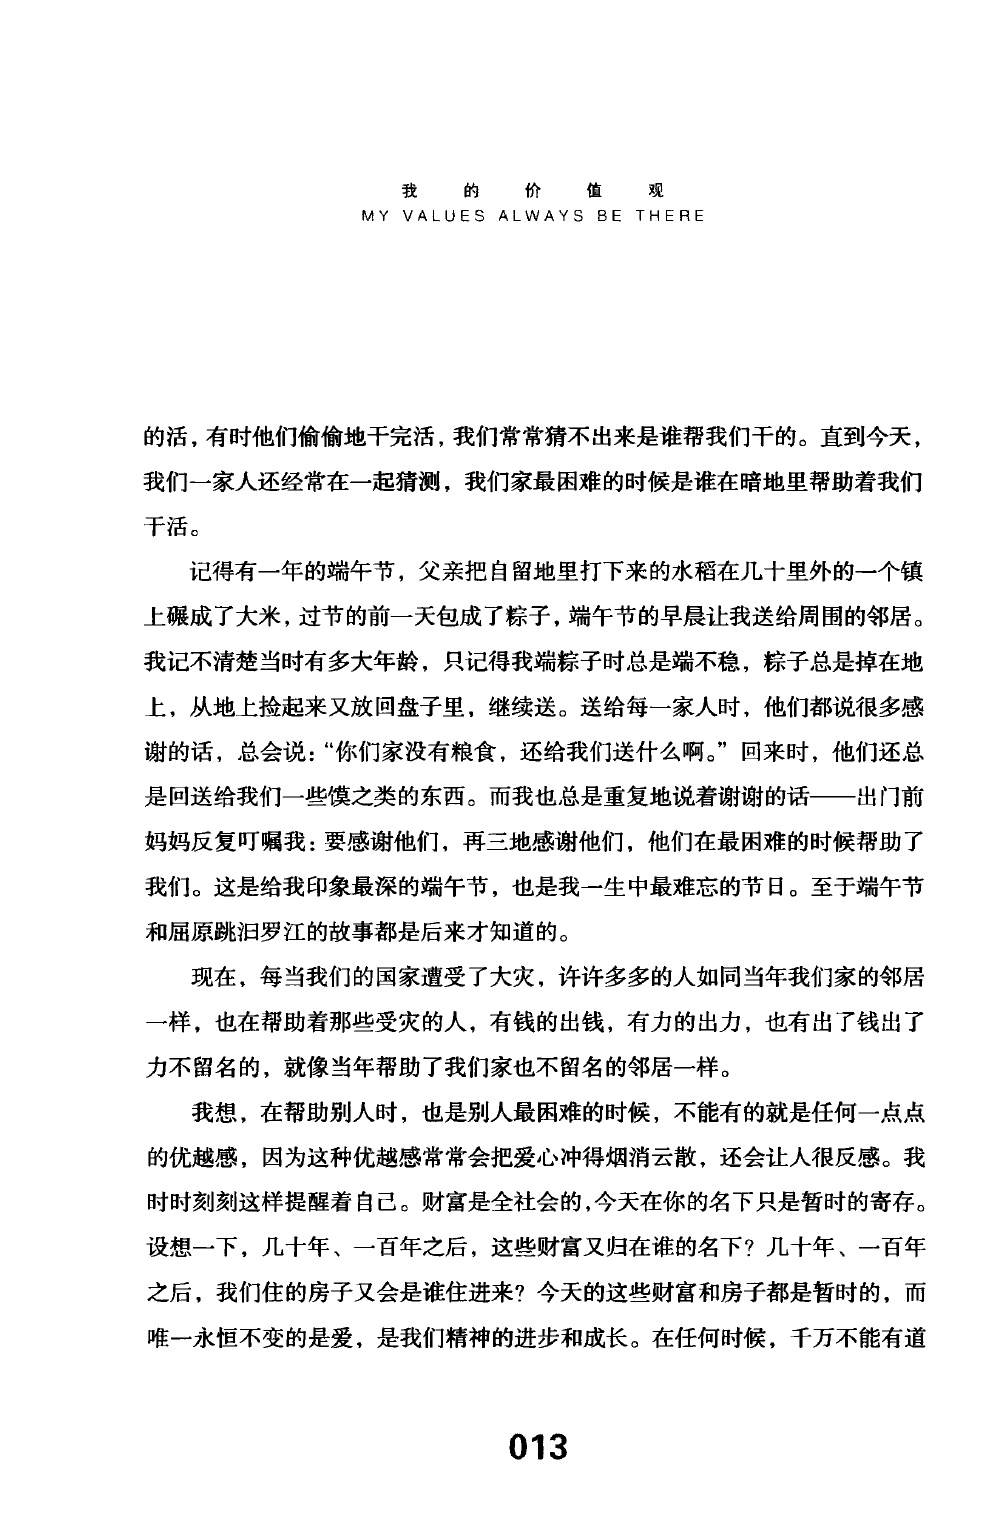 我的价值观
MY VALUES ALWAYS BE THERE
的活，有时他们偷偷地干完活，我们常常猜不出来是谁帮我们干的。直到今天，
我们一家人还经常在一起猜测，我们家最困难的时候是谁在暗地里帮助着我们
干活。
记得有一年的端午节，父亲把自留地里打下来的水稻在几十里外的一个镇
上碾成了大米，过节的前一天包成了粽子，端午节的早晨让我送给周围的邻居。
我记不清楚当时有多大年龄，只记得我端粽子时总是端不稳，粽子总是掉在地
上，从地上捡起来又放回盘子里，继续送。送给每一家人时，他们都说很多感
谢的话，总会说：“你们家没有粮食，还给我们送什么啊。”回来时，他们还总
是回送给我们一些馍之类的东西。而我也总是重复地说着谢谢的话——出门前
妈妈反复叮嘱我：要感谢他们，再三地感谢他们，他们在最困难的时候帮助了
我们。这是给我印象最深的端午节，也是我一生中最难忘的节日。至于端午节
和屈原跳汨罗江的故事都是后来才知道的。
现在，每当我们的国家遭受了大灾，许许多多的人如同当年我们家的邻居
一样，也在帮助着那些受灾的人，有钱的出钱，有力的出力，也有出了钱出了
力不留名的，就像当年帮助了我们家也不留名的邻居一样。
我想，在帮助别人时，也是别人最困难的时候，不能有的就是任何一点点
的优越感，因为这种优越感常常会把爱心冲得烟消云散，还会让人很反感。我
时时刻刻这样提醒着自己。财富是全社会的，今天在你的名下只是暂时的寄存。
设想一下，几十年、一百年之后，这些财富又归在谁的名下？几十年、一百年
之后，我们住的房子又会是谁住进来？今天的这些财富和房子都是暂时的，而
唯一永恒不变的是爱，是我们精神的进步和成长。在任何时候，千万不能有道
013